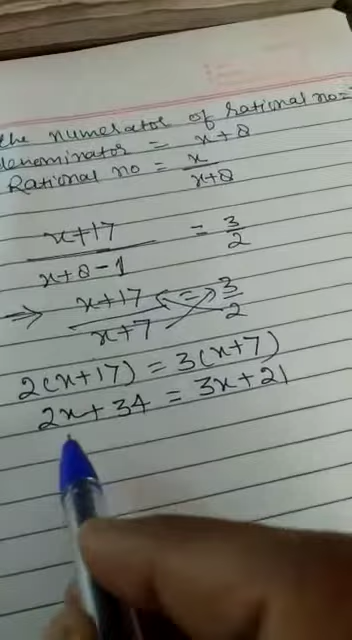 the numerator of rational no =
denominator = x+8
Rational no = x/x+8
x+17/x+8-1 = 3/2
⇒ x+17/x+7 = 3/2
2(x+17) = 3(x+7)
2x+34 = 3x+21